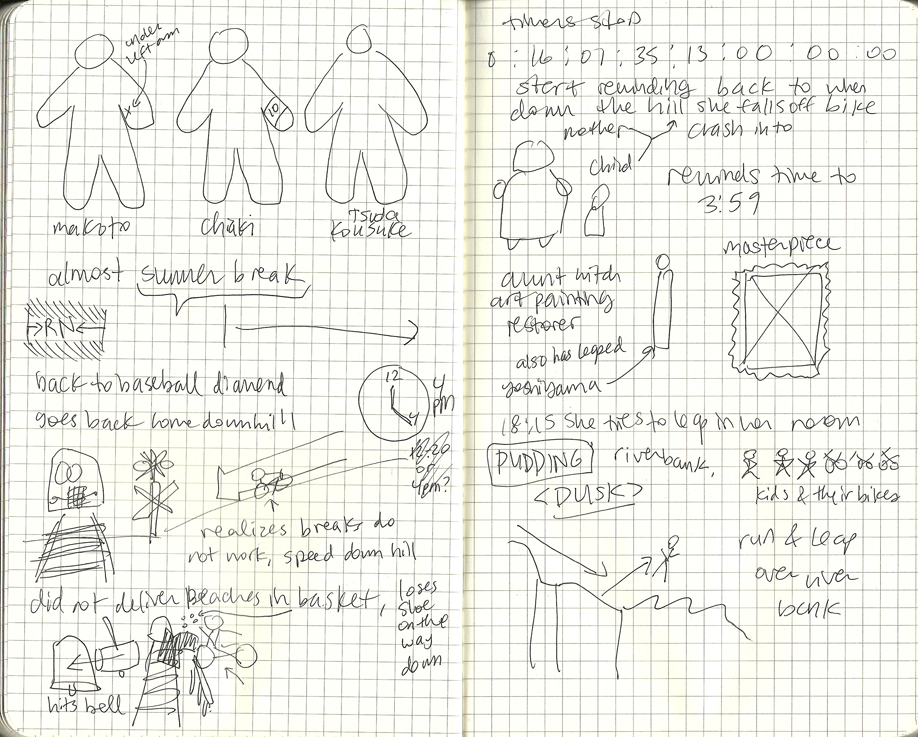 under
left arm
x
10
makoto
chiaki
Tsuda
Kousuke
almost summer break
RN
back to baseball diamond
goes back home downhill
12
4
4
pm
12:20
or
4pm?
realizes breaks do
not work, speed down hill
did not deliver peaches in basket,
loses
shoe
on the
way
down
hits bell
timers stop
0:16:07:35:13:00:00:00
start rewinding back to when
down the hill she falls off bike
mother
crash into
child
rewinds time to
3:59
masterpiece
aunt witch
art painting
restorer
also has leaped
yoshiyama
18:15 she tries to leap in her room
PUDDING
riverbank,
<DUSK>
kids & their bikes
run & leap
over river
bank